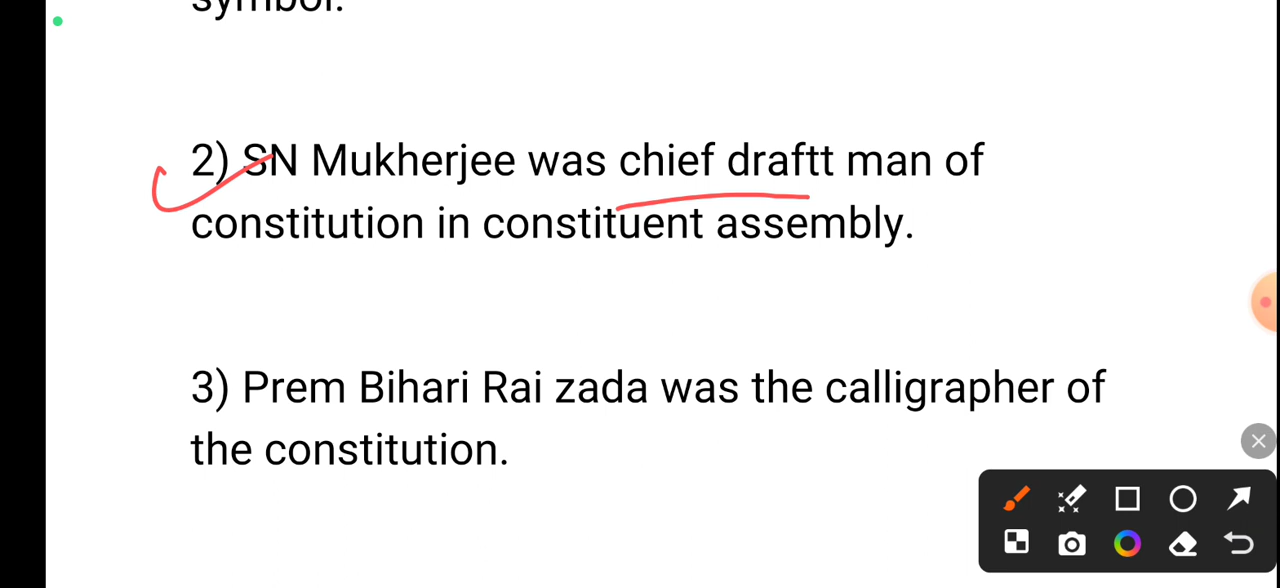 symbol.
2) SN Mukherjee was chief draftt man of
constitution in constituent assembly.
3) Prem Bihari Rai zada was the calligrapher of
the constitution.